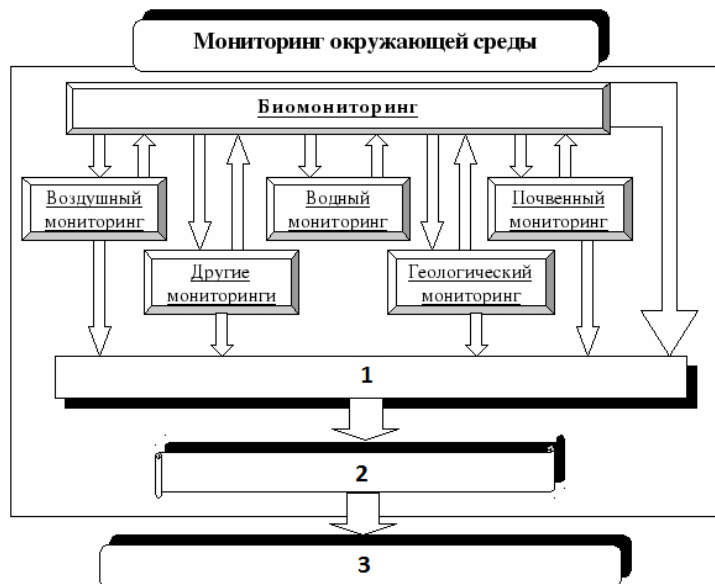 Мониторинг окружающей среды
Биомониторинг
Воздушный
мониторинг
Водный
мониторинг
Почвенный
мониторинг
Другие
мониторинги
Геологический
мониторинг
1
2
3